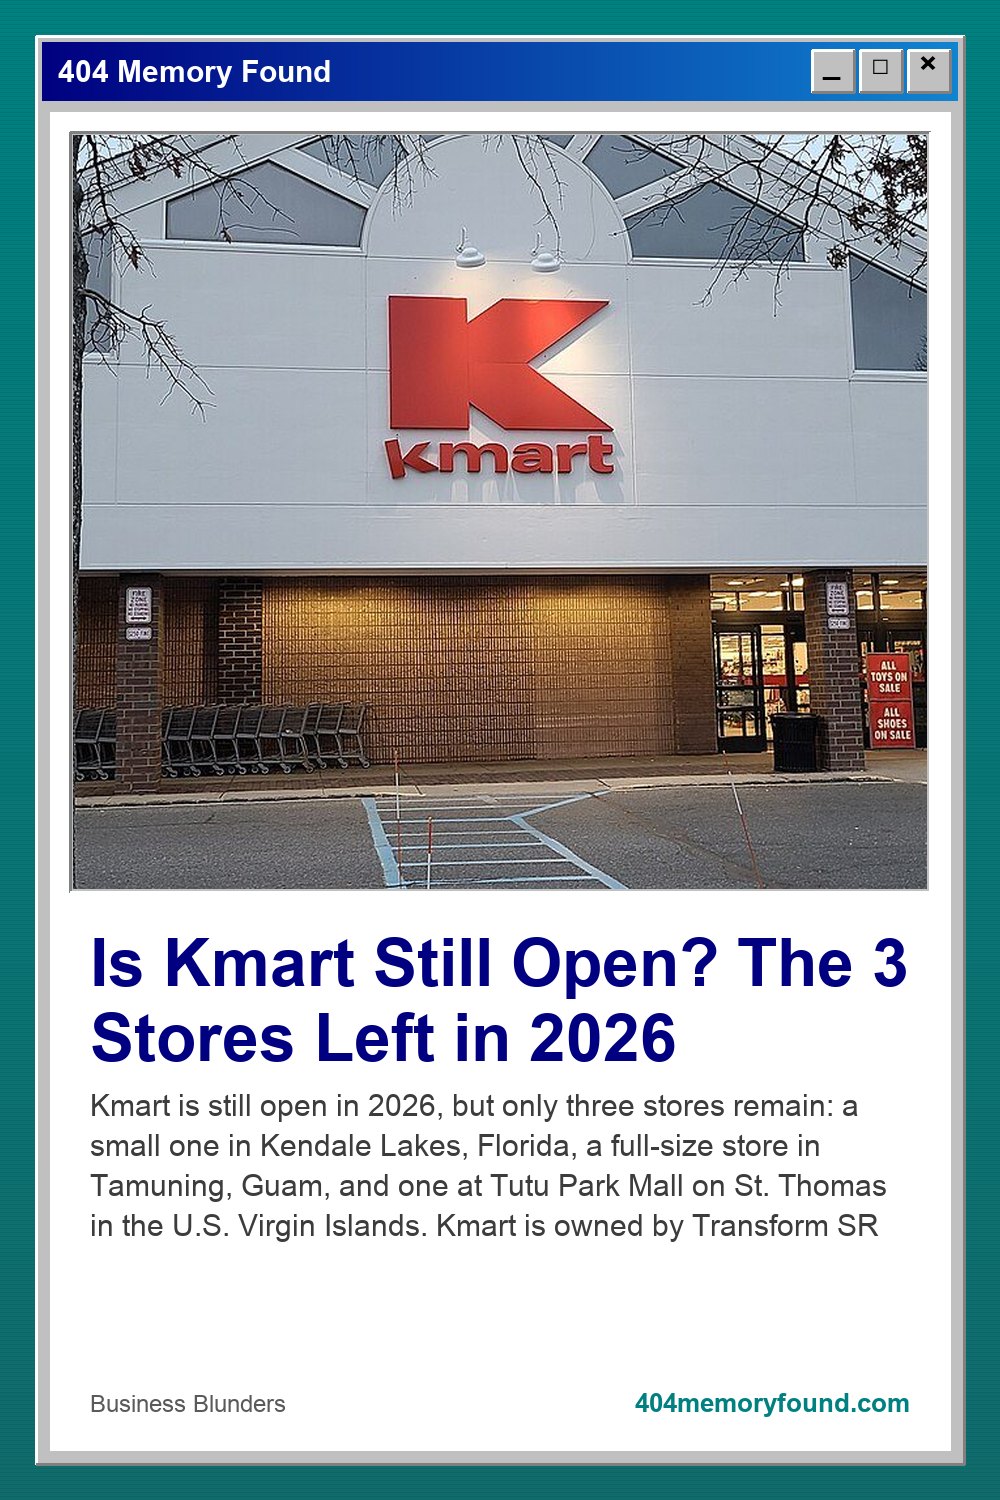 404 Memory Found
K
kmart
FIRE
ZONE
ALL
TOYS ON
SALE
ALL
SHOES
ON SALE
Is Kmart Still Open? The 3
Stores Left in 2026
Kmart is still open in 2026, but only three stores remain: a
small one in Kendale Lakes, Florida, a full-size store in
Tamuning, Guam, and one at Tutu Park Mall on St. Thomas
in the U.S. Virgin Islands. Kmart is owned by Transform SR
Business Blunders
404memoryfound.com